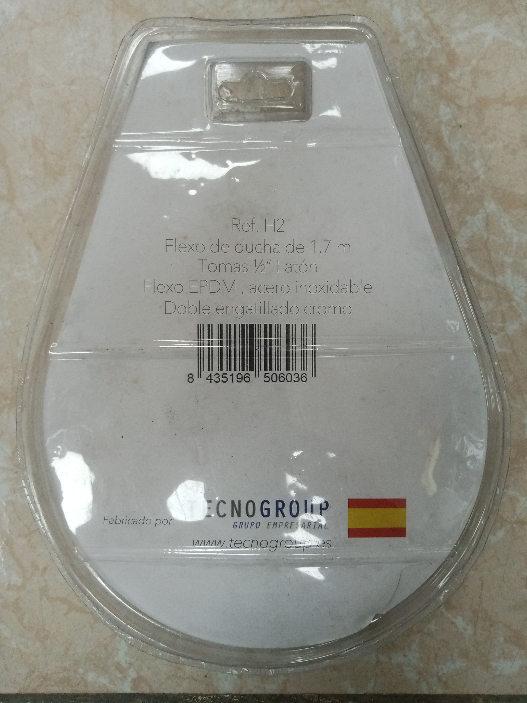 Ref. H2
Flexo de ducha de 1,7 m
Tomas ½" Latón
Flexo EPDM , acero inoxidable
Doble engatillado cromo
8 435196 506036
Fabricado por TECNOGROUP
GRUPO EMPRESARIAL
www.tecnogroup.es